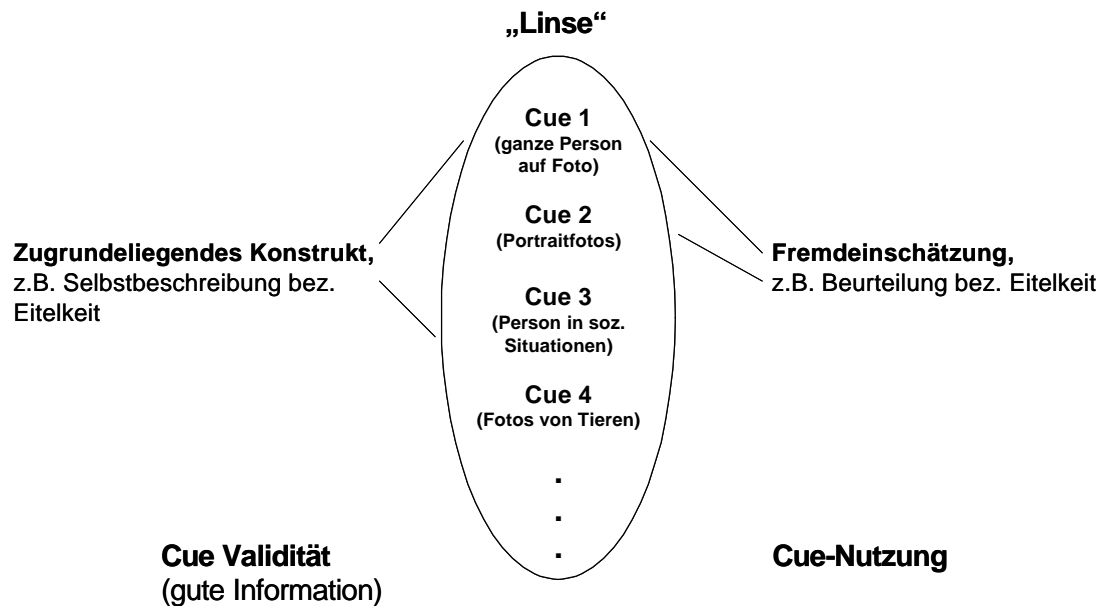 „Linse“
Cue 1
(ganze Person
auf Foto)
Cue 2
(Portraitfotos)
Zugrundeliegendes Konstrukt,
z.B. Selbstbeschreibung bez.
Eitelkeit
Fremdeinschätzung,
z.B. Beurteilung bez. Eitelkeit
Cue 3
(Person in soz.
Situationen)
Cue 4
(Fotos von Tieren)
.
.
.
Cue Validität
(gute Information)
Cue-Nutzung